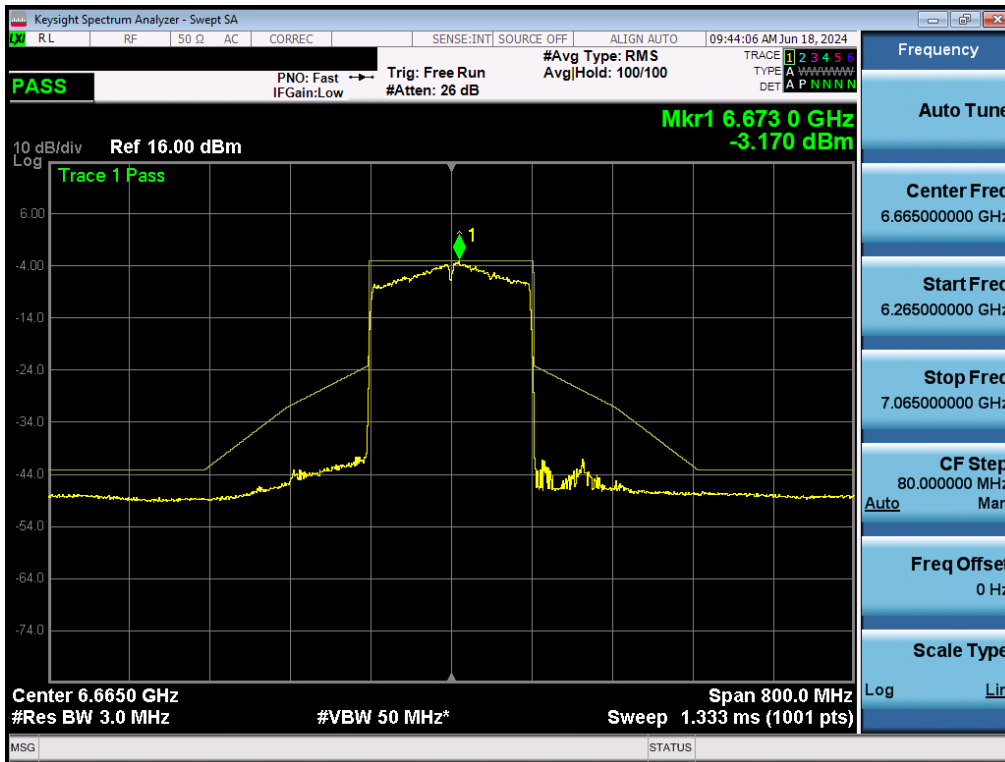 Keysight Spectrum Analyzer - Swept SA
LXI RL RF 50 Ω AC CORREC SENSE:INT SOURCE OFF ALIGN AUTO 09:44:06 AM Jun 18, 2024
PASS
PNO: Fast
IFGain:Low
Trig: Free Run
#Atten: 26 dB
#Avg Type: RMS
Avg|Hold: 100/100
TRACE 1 2 3 4 5 6
TYPE A WWWWW
DET A P N N N N
Mkr1 6.673 0 GHz
-3.170 dBm
10 dB/div Ref 16.00 dBm
Log
Trace 1 Pass
1
6.00
-4.00
-14.0
-24.0
-34.0
-44.0
-54.0
-64.0
-74.0
Center 6.6650 GHz Span 800.0 MHz
#Res BW 3.0 MHz #VBW 50 MHz* Sweep 1.333 ms (1001 pts)
MSG STATUS
Frequency
Auto Tune
Center Freq
6.665000000 GHz
Start Freq
6.265000000 GHz
Stop Freq
7.065000000 GHz
CF Step
80.000000 MHz
Auto Man
Freq Offset
0 Hz
Scale Type
Log Lin